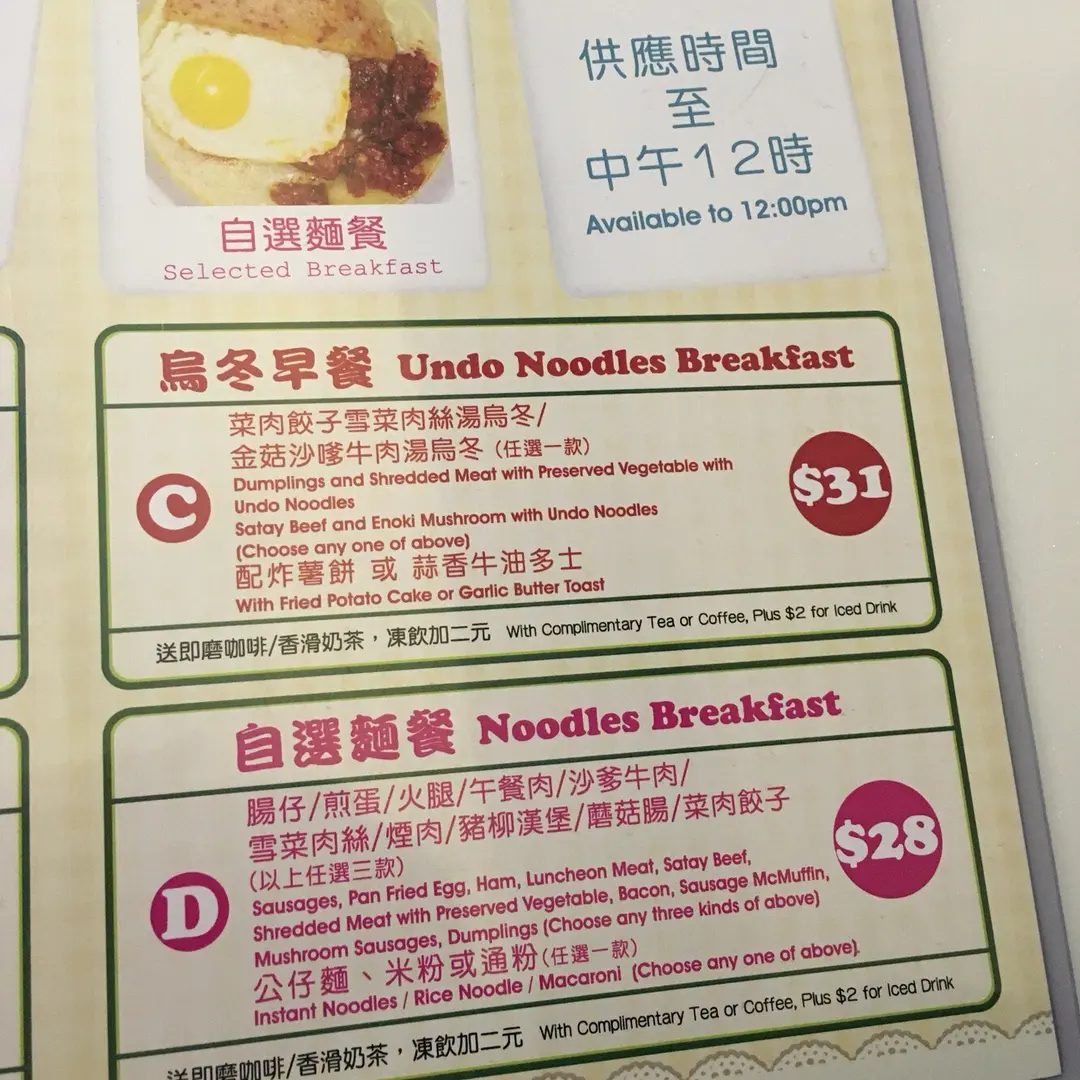 自選麵餐
Selected Breakfast
供應時間
至
中午12時
Available to 12:00pm
烏冬早餐 Undo Noodles Breakfast
C
菜肉餃子雪菜肉絲湯烏冬/
金菇沙嗲牛肉湯烏冬 (任選一款)
Dumplings and Shredded Meat with Preserved Vegetable with
Undo Noodles
Satay Beef and Enoki Mushroom with Undo Noodles
(Choose any one of above)
配炸薯餅 或 蒜香牛油多士
With Fried Potato Cake or Garlic Butter Toast
$31
送即磨咖啡/香滑奶茶，凍飲加二元 With Complimentary Tea or Coffee, Plus $2 for Iced Drink
自選麵餐 Noodles Breakfast
D
腸仔/煎蛋/火腿/午餐肉/沙爹牛肉/
雪菜肉絲/煙肉/豬柳漢堡/蘑菇腸/菜肉餃子
(以上任選三款)
Sausages, Pan Fried Egg, Ham, Luncheon Meat, Satay Beef,
Shredded Meat with Preserved Vegetable, Bacon, Sausage McMuffin,
Mushroom Sausages, Dumplings (Choose any three kinds of above)
公仔麵、米粉或通粉(任選一款)
Instant Noodles / Rice Noodle / Macaroni (Choose any one of above)
$28
送即磨咖啡/香滑奶茶，凍飲加二元 With Complimentary Tea or Coffee, Plus $2 for Iced Drink